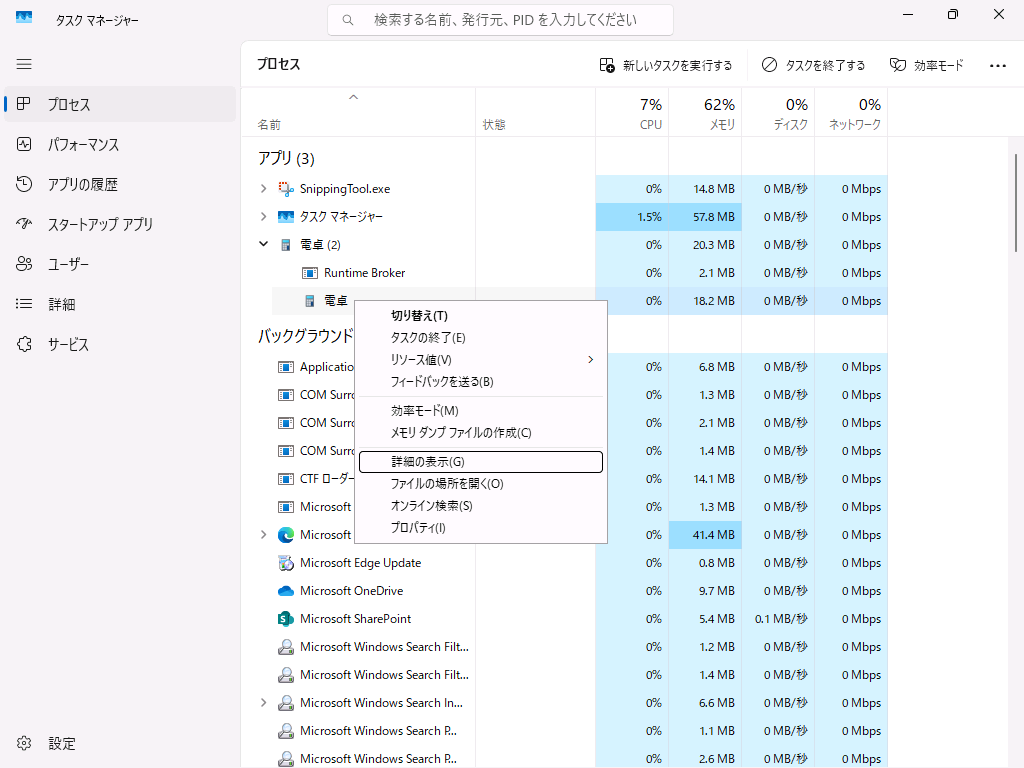 タスク マネージャー
検索する名前、発行元、PID を入力してください
プロセス
パフォーマンス
アプリの履歴
スタートアップ アプリ
ユーザー
詳細
サービス
設定
プロセス
新しいタスクを実行する
タスクを終了する
効率モード
7% 62% 0% 0%
名前 状態 CPU メモリ ディスク ネットワーク
アプリ (3)
SnippingTool.exe 0% 14.8 MB 0 MB/秒 0 Mbps
タスク マネージャー 1.5% 57.8 MB 0 MB/秒 0 Mbps
電卓 (2) 0% 20.3 MB 0 MB/秒 0 Mbps
Runtime Broker 0% 2.1 MB 0 MB/秒 0 Mbps
電卓 0% 18.2 MB 0 MB/秒 0 Mbps
バックグラウンド
Applicatio 0% 6.8 MB 0 MB/秒 0 Mbps
COM Surro 0% 1.3 MB 0 MB/秒 0 Mbps
COM Surro 0% 2.1 MB 0 MB/秒 0 Mbps
COM Surro 0% 1.4 MB 0 MB/秒 0 Mbps
CTF ローダー 0% 14.1 MB 0 MB/秒 0 Mbps
Microsoft 0% 1.3 MB 0 MB/秒 0 Mbps
Microsoft 0% 41.4 MB 0 MB/秒 0 Mbps
Microsoft Edge Update 0% 0.8 MB 0 MB/秒 0 Mbps
Microsoft OneDrive 0% 9.7 MB 0 MB/秒 0 Mbps
Microsoft SharePoint 0% 5.4 MB 0.1 MB/秒 0 Mbps
Microsoft Windows Search Filt... 0% 1.2 MB 0 MB/秒 0 Mbps
Microsoft Windows Search Filt... 0% 1.4 MB 0 MB/秒 0 Mbps
Microsoft Windows Search In... 0% 6.6 MB 0 MB/秒 0 Mbps
Microsoft Windows Search P... 0% 1.1 MB 0 MB/秒 0 Mbps
Microsoft Windows Search P... 0% 2.6 MB 0 MB/秒 0 Mbps
切り替え(T)
タスクの終了(E)
リソース値(V)
フィードバックを送る(B)
効率モード(M)
メモリ ダンプ ファイルの作成(C)
詳細の表示(G)
ファイルの場所を開く(O)
オンライン検索(S)
プロパティ(I)